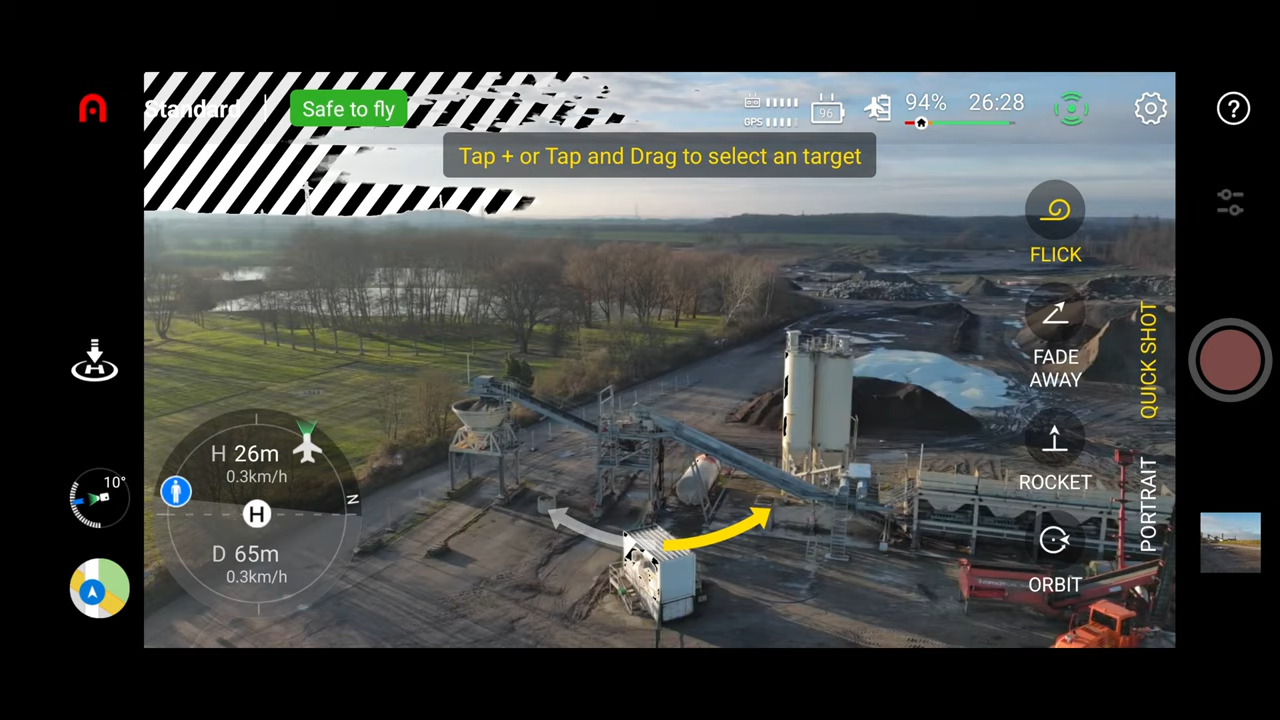 Standard
Safe to fly
GPS
96
94%
26:28
Tap + or Tap and Drag to select an target
FLICK
FADE
AWAY
ROCKET
ORBIT
QUICK SHOT
PORTRAIT
H 26m
0.3km/h
N
H
D 65m
0.3km/h
10°
?